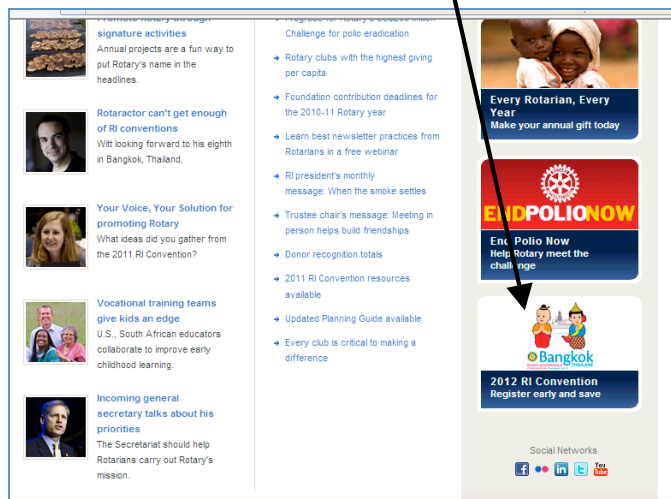 Promote Rotary through
signature activities
Annual projects are a fun way to
put Rotary's name in the
headlines.
Rotaractor can't get enough
of RI conventions
Witt looking forward to his eighth
in Bangkok, Thailand.
Your Voice, Your Solution for
promoting Rotary
What ideas did you gather from
the 2011 RI Convention?
Vocational training teams
give kids an edge
U.S., South African educators
collaborate to improve early
childhood learning.
Incoming general
secretary talks about his
priorities
The Secretariat should help
Rotarians carry out Rotary's
mission.
Challenge for polio eradication
Rotary clubs with the highest giving
per capita
Foundation contribution deadlines for
the 2010-11 Rotary year
Learn best newsletter practices from
Rotarians in a free webinar
RI president's monthly
message: When the smoke settles
Trustee chair's message: Meeting in
person helps build friendships
Donor recognition totals
2011 RI Convention resources
available
Updated Planning Guide available
Every club is critical to making a
difference
Every Rotarian, Every
Year
Make your annual gift today
END POLIO NOW
End Polio Now
Help Rotary meet the
challenge
Bangkok
2012 RI Convention
Register early and save
Social Networks
f
in
t
You
Tube